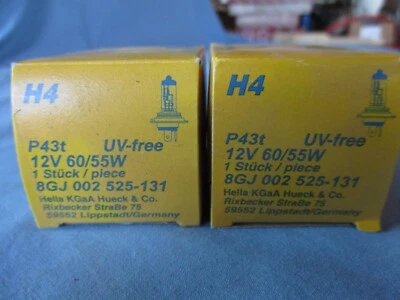 H4
P43t UV-free
12V 60/55W
1 Stück / piece
8GJ 002 525-131
Hella KGaA Hueck & Co.
Rixbecker Straße 75
59552 Lippstadt/Germany
H4
P43t UV-free
12V 60/55W
1 Stück / piece
8GJ 002 525-131
Hella KGaA Hueck & Co.
Rixbecker Straße 75
59552 Lippstadt/Germany